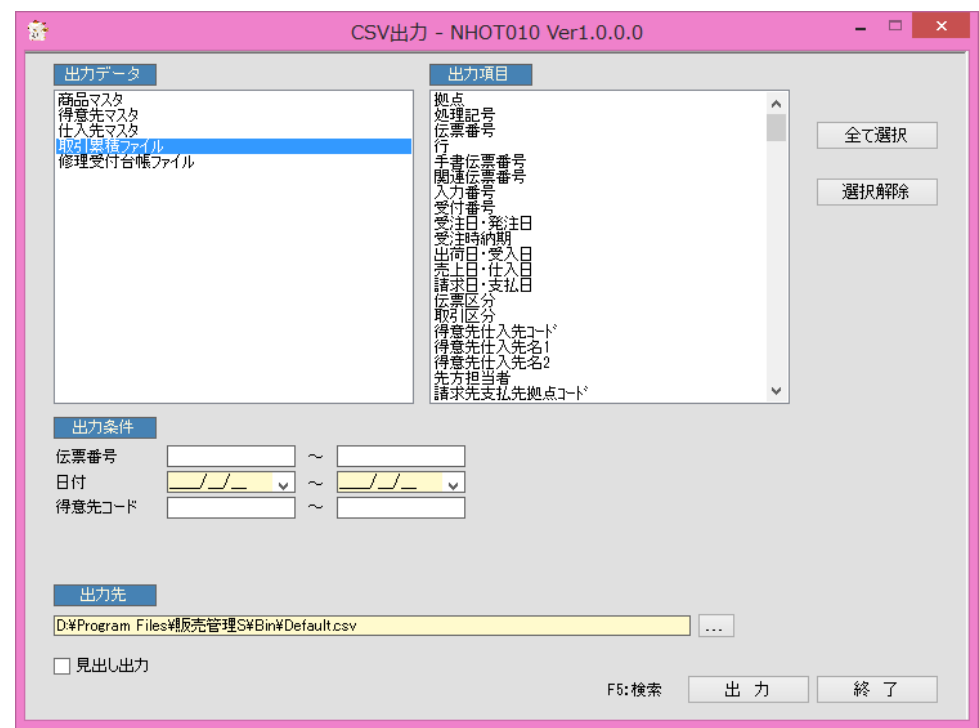 CSV出力 - NHOT010 Ver1.0.0.0
出力データ
商品マスタ
得意先マスタ
仕入先マスタ
取引累積ファイル
修理受付台帳ファイル
出力項目
拠点
処理記号
伝票番号
行
手書伝票番号
関連伝票番号
入力番号
受付番号
受注日・発注日
受注時納期
出荷日・受入日
売上日・仕入日
請求日・支払日
伝票区分
取引区分
得意先仕入先ｺｰﾄﾞ
得意先仕入先名1
得意先仕入先名2
先方担当者
請求先支払先拠点ｺｰﾄﾞ
全て選択
選択解除
出力条件
伝票番号 ～
日付 __/__/__ ～ __/__/__
得意先コード ～
出力先
D:¥Program Files¥販売管理S¥Bin¥Default.csv ...
見出し出力
F5:検索 出 力 終 了